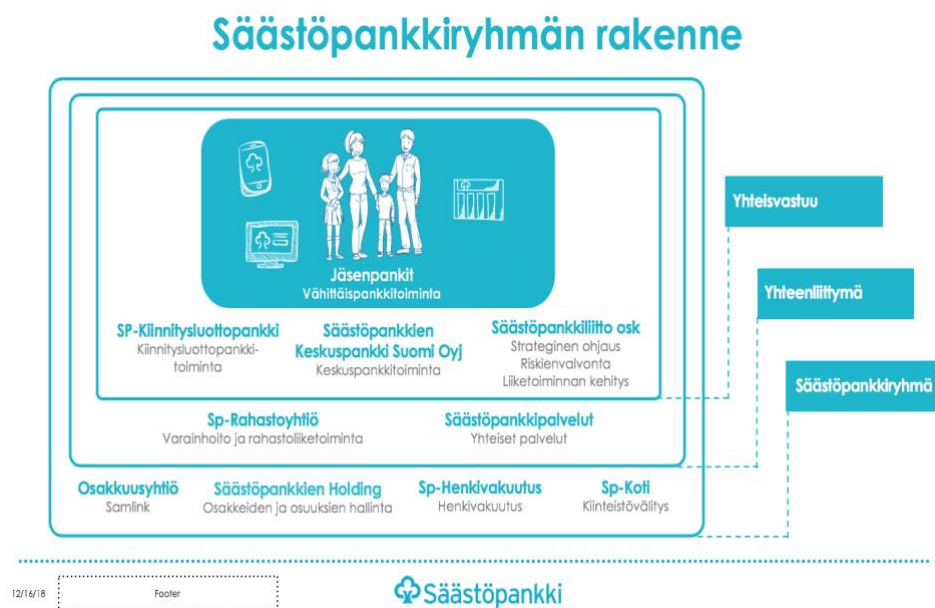 Säästöpankkiryhmän rakenne
Jäsenpankit
Vähittäispankkitoiminta
SP-Kiinnitysluottopankki
Kiinnitysluottopankki-
toiminta
Säästöpankkien
Keskuspankki Suomi Oyj
Keskuspankkitoiminta
Säästöpankkiliitto osk
Strateginen ohjaus
Riskienvalvonta
Liiketoiminnan kehitys
Sp-Rahastoyhtiö
Varainhoito ja rahastoliiketoiminta
Säästöpankkipalvelut
Yhteiset palvelut
Osakkuusyhtiö
Samlink
Säästöpankkien Holding
Osakkeiden ja osuuksien hallinta
Sp-Henkivakuutus
Henkivakuutus
Sp-Koti
Kiinteistövälitys
Yhteisvastuu
Yhteenliittymä
Säästöpankkiryhmä
12/16/18
Footer
Säästöpankki